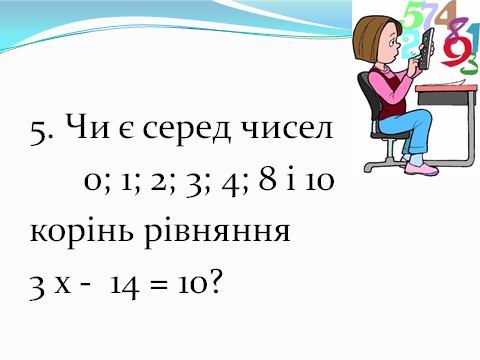 5. Чи є серед чисел
0; 1; 2; 3; 4; 8 і 10
корінь рівняння
3 х - 14 = 10?